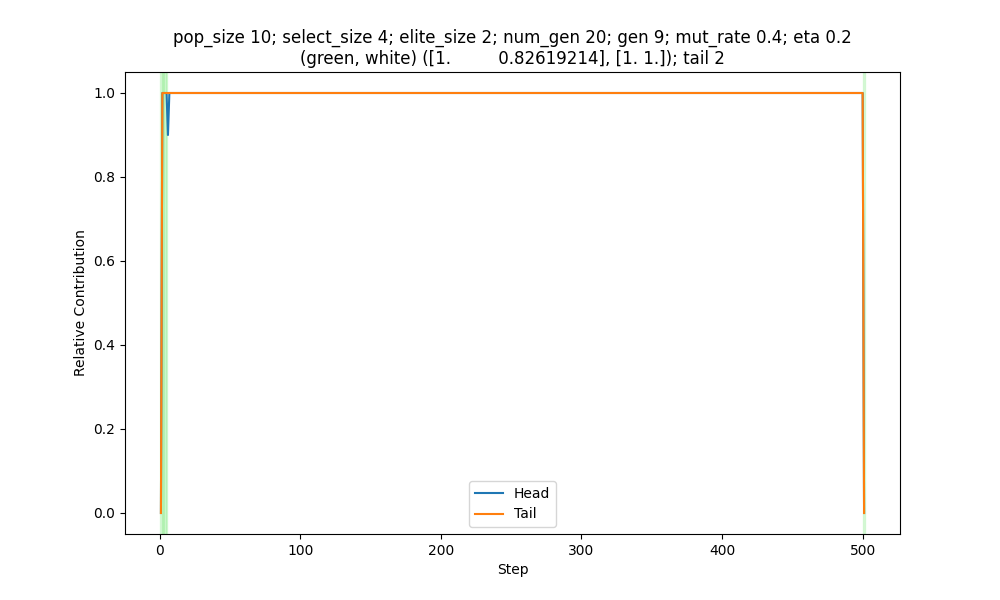 pop_size 10; select_size 4; elite_size 2; num_gen 20; gen 9; mut_rate 0.4; eta 0.2
(green, white) ([1.         0.82619214], [1. 1.]); tail 2
1.0
0.8
0.6
0.4
0.2
0.0
Relative Contribution
Head
Tail
0 100 200 300 400 500
Step